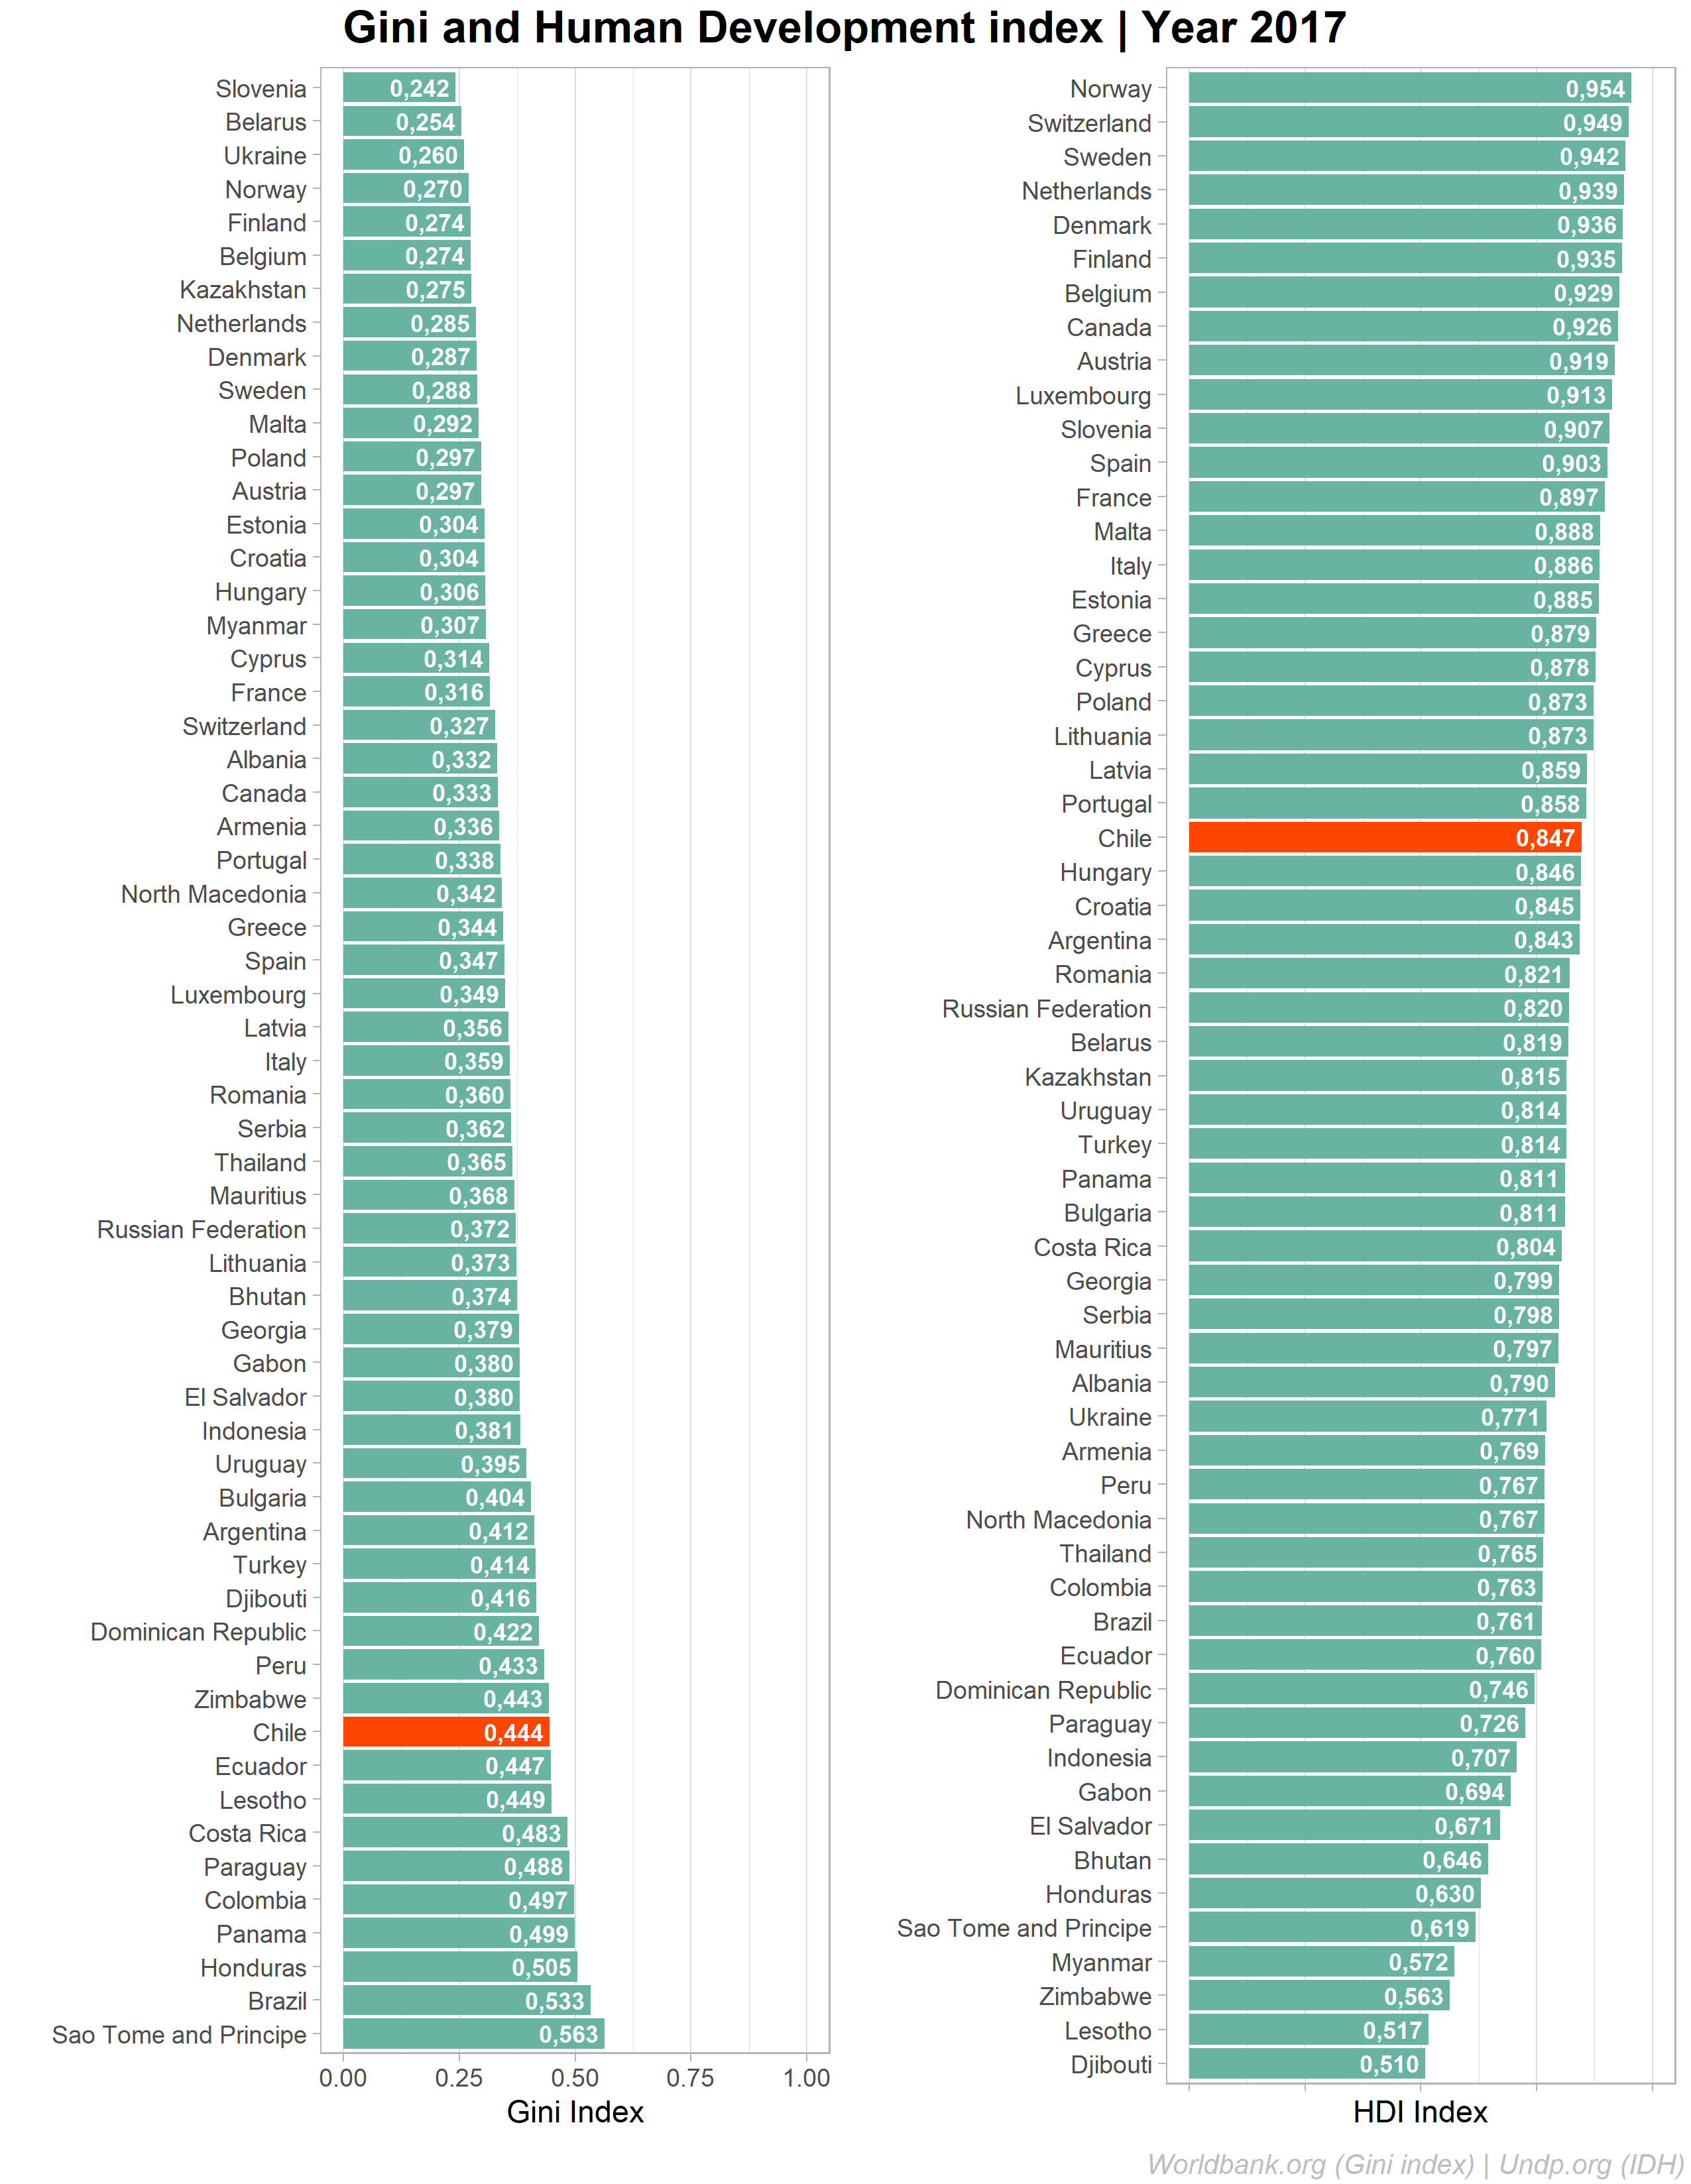 Gini and Human Development index | Year 2017
Slovenia 0,242
Belarus 0,254
Ukraine 0,260
Norway 0,270
Finland 0,274
Belgium 0,274
Kazakhstan 0,275
Netherlands 0,285
Denmark 0,287
Sweden 0,288
Malta 0,292
Poland 0,297
Austria 0,297
Estonia 0,304
Croatia 0,304
Hungary 0,306
Myanmar 0,307
Cyprus 0,314
France 0,316
Switzerland 0,327
Albania 0,332
Canada 0,333
Armenia 0,336
Portugal 0,338
North Macedonia 0,342
Greece 0,344
Spain 0,347
Luxembourg 0,349
Latvia 0,356
Italy 0,359
Romania 0,360
Serbia 0,362
Thailand 0,365
Mauritius 0,368
Russian Federation 0,372
Lithuania 0,373
Bhutan 0,374
Georgia 0,379
Gabon 0,380
El Salvador 0,380
Indonesia 0,381
Uruguay 0,395
Bulgaria 0,404
Argentina 0,412
Turkey 0,414
Djibouti 0,416
Dominican Republic 0,422
Peru 0,433
Zimbabwe 0,443
Chile 0,444
Ecuador 0,447
Lesotho 0,449
Costa Rica 0,483
Paraguay 0,488
Colombia 0,497
Panama 0,499
Honduras 0,505
Brazil 0,533
Sao Tome and Principe 0,563
0.00 0.25 0.50 0.75 1.00
Gini Index
Norway 0,954
Switzerland 0,949
Sweden 0,942
Netherlands 0,939
Denmark 0,936
Finland 0,935
Belgium 0,929
Canada 0,926
Austria 0,919
Luxembourg 0,913
Slovenia 0,907
Spain 0,903
France 0,897
Malta 0,888
Italy 0,886
Estonia 0,885
Greece 0,879
Cyprus 0,878
Poland 0,873
Lithuania 0,873
Latvia 0,859
Portugal 0,858
Chile 0,847
Hungary 0,846
Croatia 0,845
Argentina 0,843
Romania 0,821
Russian Federation 0,820
Belarus 0,819
Kazakhstan 0,815
Uruguay 0,814
Turkey 0,814
Panama 0,811
Bulgaria 0,811
Costa Rica 0,804
Georgia 0,799
Serbia 0,798
Mauritius 0,797
Albania 0,790
Ukraine 0,771
Armenia 0,769
Peru 0,767
North Macedonia 0,767
Thailand 0,765
Colombia 0,763
Brazil 0,761
Ecuador 0,760
Dominican Republic 0,746
Paraguay 0,726
Indonesia 0,707
Gabon 0,694
El Salvador 0,671
Bhutan 0,646
Honduras 0,630
Sao Tome and Principe 0,619
Myanmar 0,572
Zimbabwe 0,563
Lesotho 0,517
Djibouti 0,510
HDI Index
Worldbank.org (Gini index) | Undp.org (IDH)